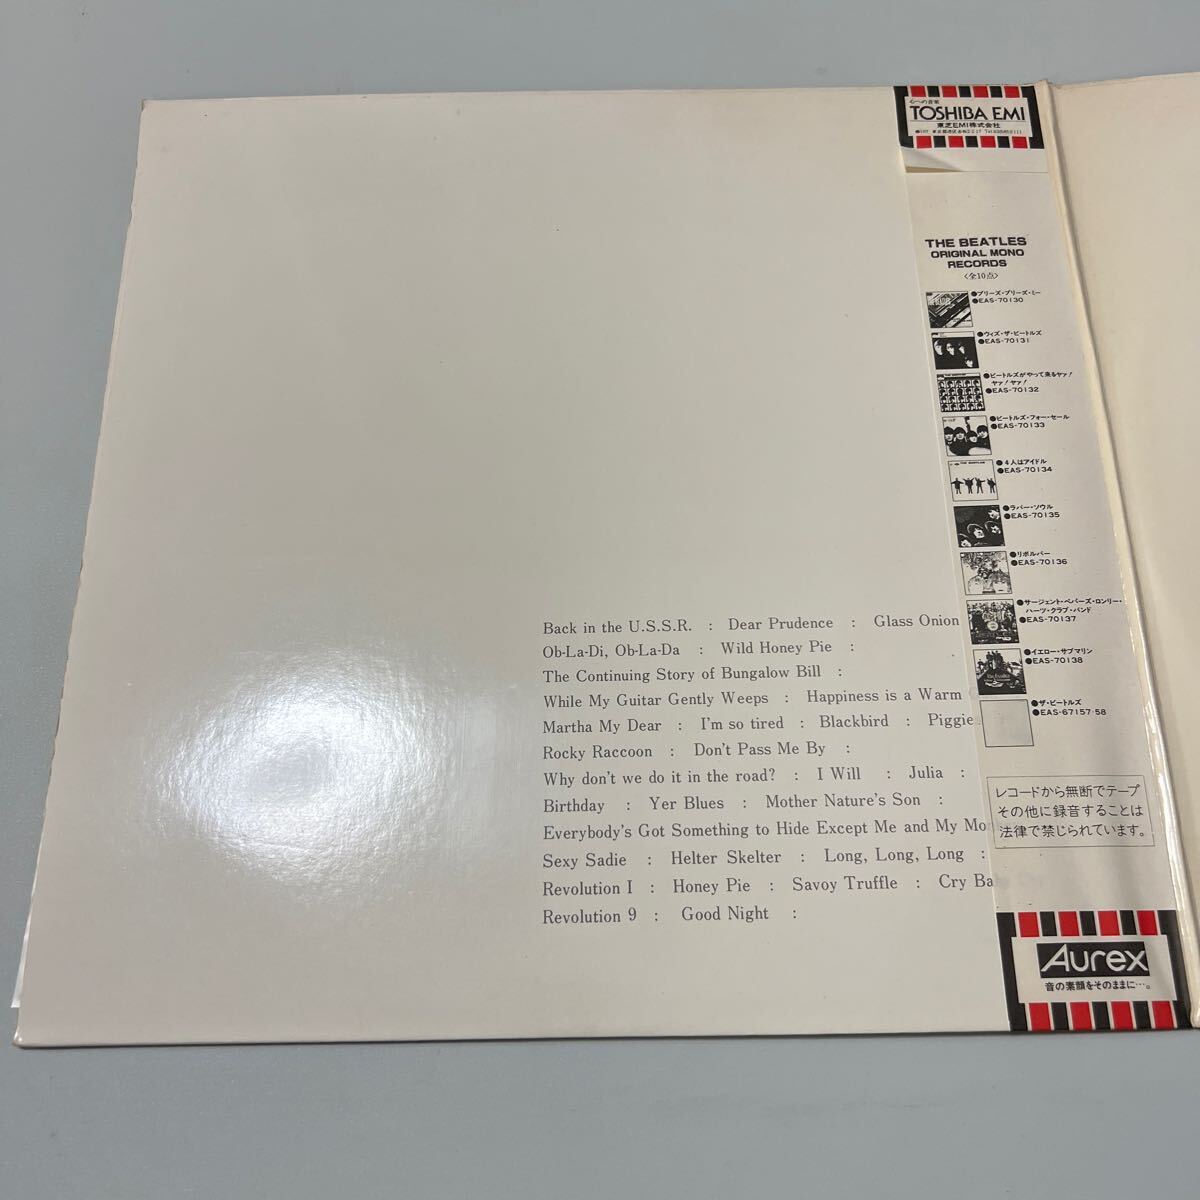 Back in the U.S.S.R. : Dear Prudence : Glass Onion
Ob-La-Di, Ob-La-Da : Wild Honey Pie :
The Continuing Story of Bungalow Bill :
While My Guitar Gently Weeps : Happiness is a Warm
Martha My Dear : I'm so tired : Blackbird : Piggie
Rocky Raccoon : Don't Pass Me By :
Why don't we do it in the road? : I Will : Julia :
Birthday : Yer Blues : Mother Nature's Son :
Everybody's Got Something to Hide Except Me and My
Sexy Sadie : Helter Skelter : Long, Long, Long :
Revolution I : Honey Pie : Savoy Truffle : Cry
Revolution 9 : Good Night :
心への音楽
TOSHIBA EMI
東芝EMI株式会社
THE BEATLES
ORIGINAL MONO
RECORDS
〈全10点〉
●プリーズ・プリーズ・ミー
●EAS-70130
●ウィズ・ザ・ビートルズ
●EAS-70131
●ビートルズがやって来るヤァ!
ヤァ!ヤァ!
●EAS-70132
●ビートルズ・フォー・セール
●EAS-70133
●4人はアイドル
●EAS-70134
●ラバー・ソウル
●EAS-70135
●リボルバー
●EAS-70136
●サージェント・ペパーズ・ロンリー・
ハーツ・クラブ・バンド
●EAS-70137
●イエロー・サブマリン
●EAS-70138
●ザ・ビートルズ
●EAS-67157・58
レコードから無断でテープ
その他に録音することは
法律で禁じられています。
Aurex
音の素顔をそのままに…。